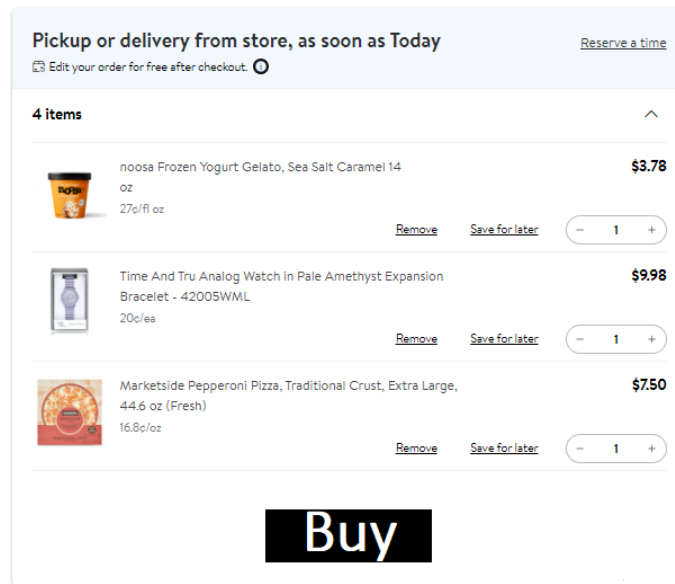 Pickup or delivery from store, as soon as Today
Reserve a time
Edit your order for free after checkout.
4 items
noosa Frozen Yogurt Gelato, Sea Salt Caramel 14
oz
$3.78
27¢/fl oz
Remove Save for later − 1 +
Time And Tru Analog Watch in Pale Amethyst Expansion
Bracelet - 42005WML
$9.98
20¢/ea
Remove Save for later − 1 +
Marketside Pepperoni Pizza, Traditional Crust, Extra Large,
44.6 oz (Fresh)
$7.50
16.8¢/oz
Remove Save for later − 1 +
noosa
Buy